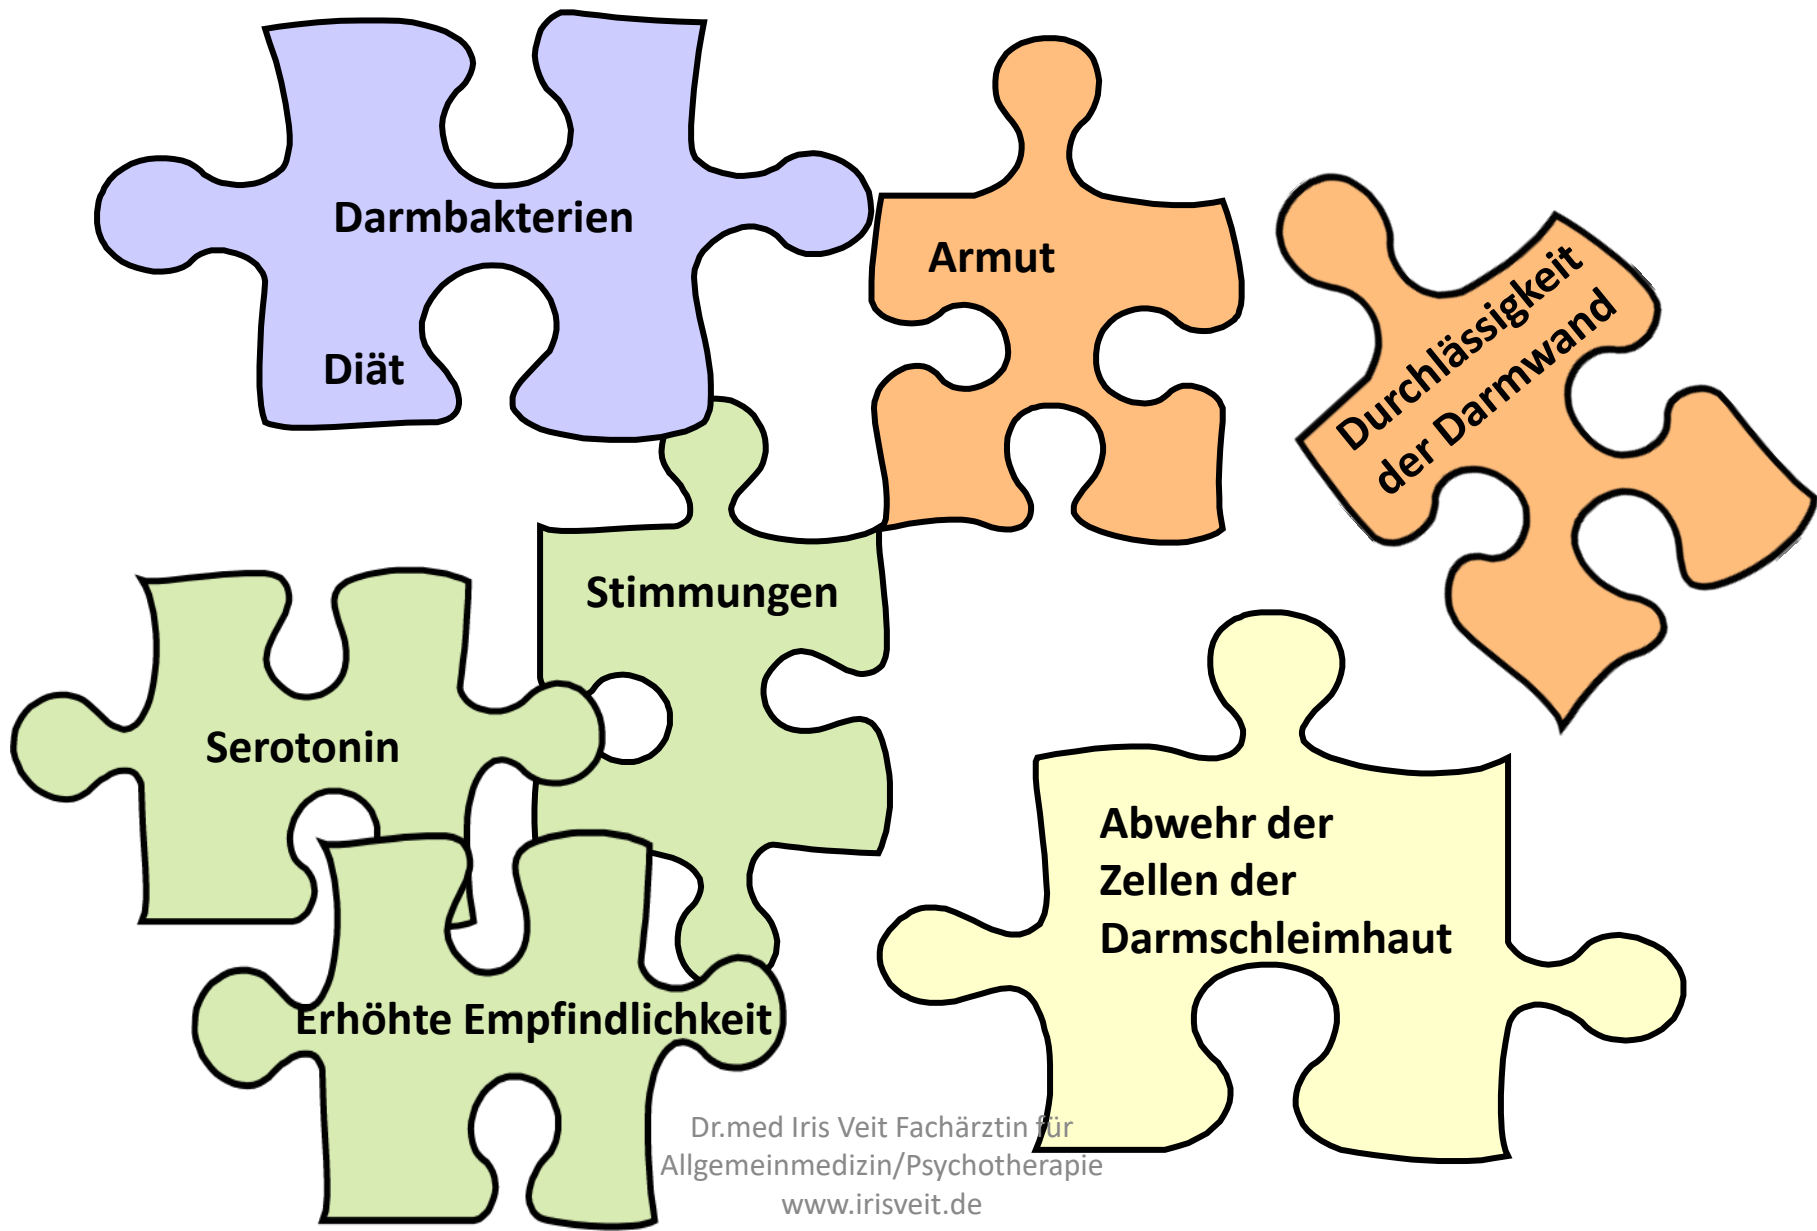 Darmbakterien
Diät
Armut
Durchlässigkeit
der Darmwand
Stimmungen
Serotonin
Erhöhte Empfindlichkeit
Abwehr der
Zellen der
Darmschleimhaut
Dr.med Iris Veit Fachärztin für
Allgemeinmedizin/Psychotherapie
www.irisveit.de